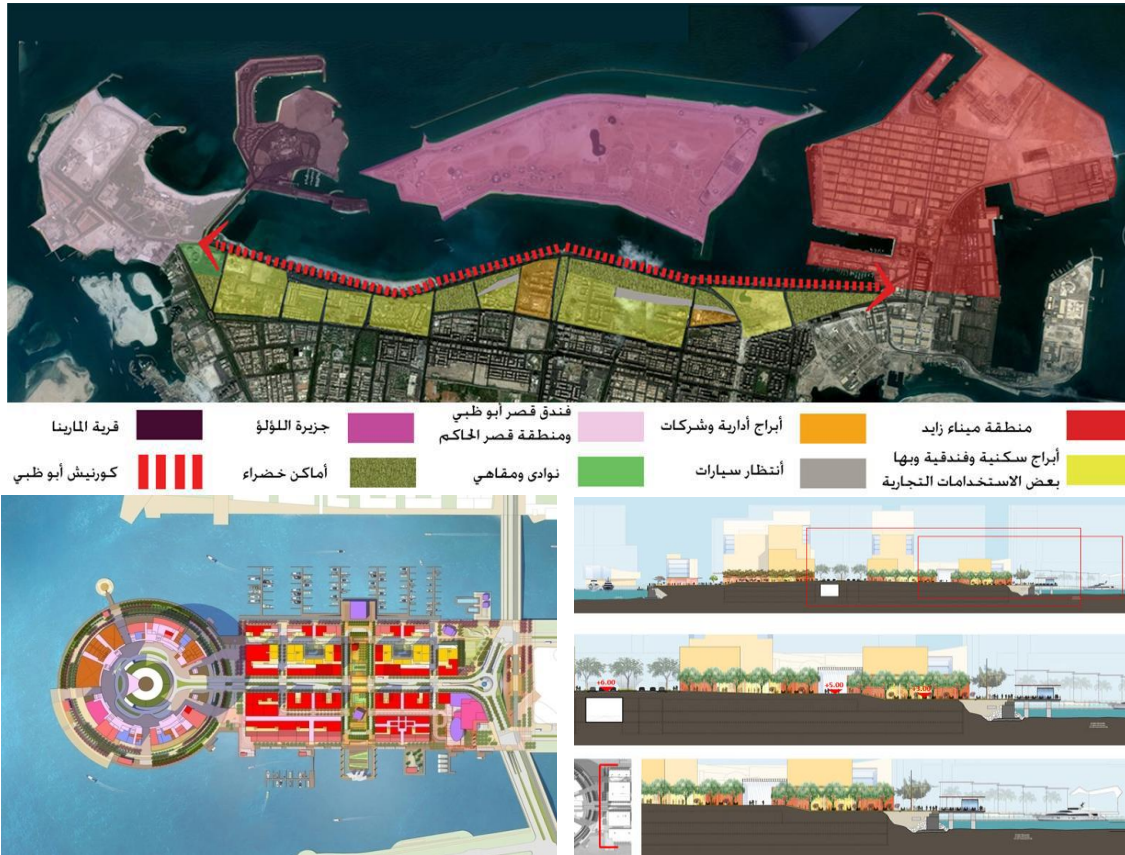 منطقة ميناء زايد
أبراج أدارية وشركات
فندق قصر أبو ظبي
ومنطقة قصر الحاكم
جزيرة اللؤلؤ
قرية المارينا
أبراج سكنية وفندقية وبها
بعض الاستخدامات التجارية
أنتظار سيارات
نوادى ومقاهي
أماكن خضراء
كورنيش أبو ظبي
+6.00
+5.00